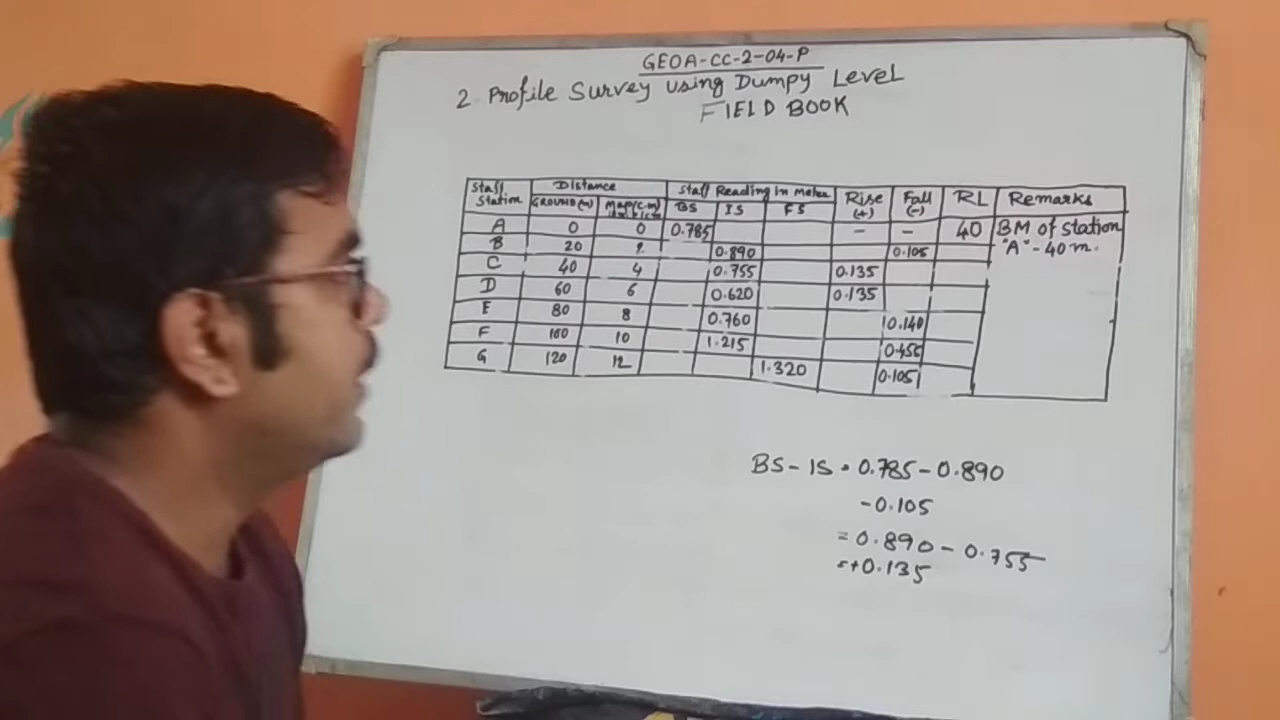 GEOA-CC-2-04-P
2. Profile Survey using Dumpy Level
FIELD BOOK
Staff Station Distance Staff Reading In Meter Rise (+) Fall (-) RL Remarks
GROUND(m) Map(c.m) BS IS FS
A 0 0 0.785 - - 40 BM of station
B 20 2 0.890 0.105 "A" - 40 m.
C 40 4 0.755 0.135
D 60 6 0.620 0.135
E 80 8 0.760 0.140
F 100 10 1.215 0.455
G 120 12 1.320 0.105
BS - IS = 0.785 - 0.890
-0.105
= 0.890 - 0.755
= +0.135